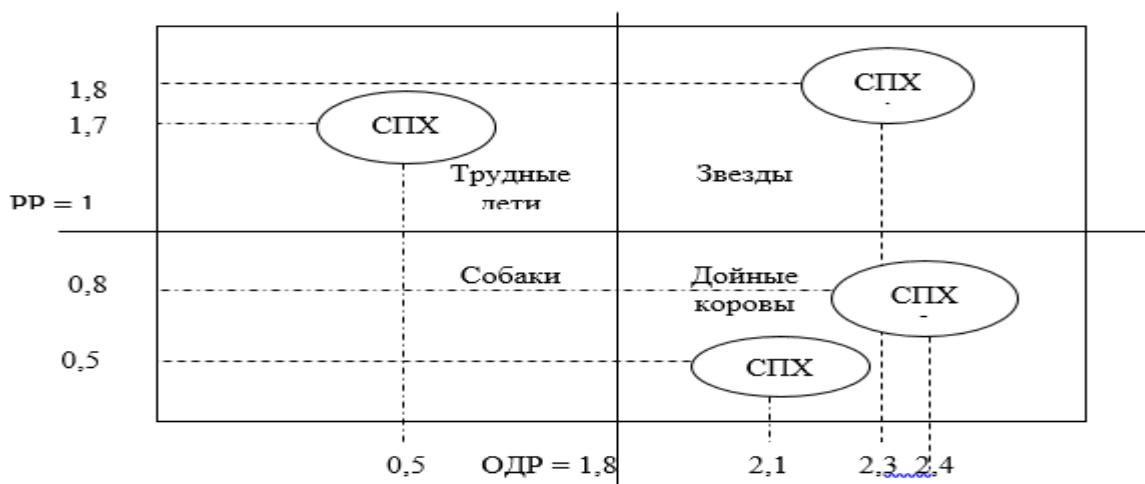 1,8
СПХ
-
1,7
СПХ
Трудные
дети
Звезды
РР = 1
0,8
Собаки
Дойные
коровы
СПХ
-
0,5
СПХ
0,5
ОДР = 1,8
2,1
2,3
2,4